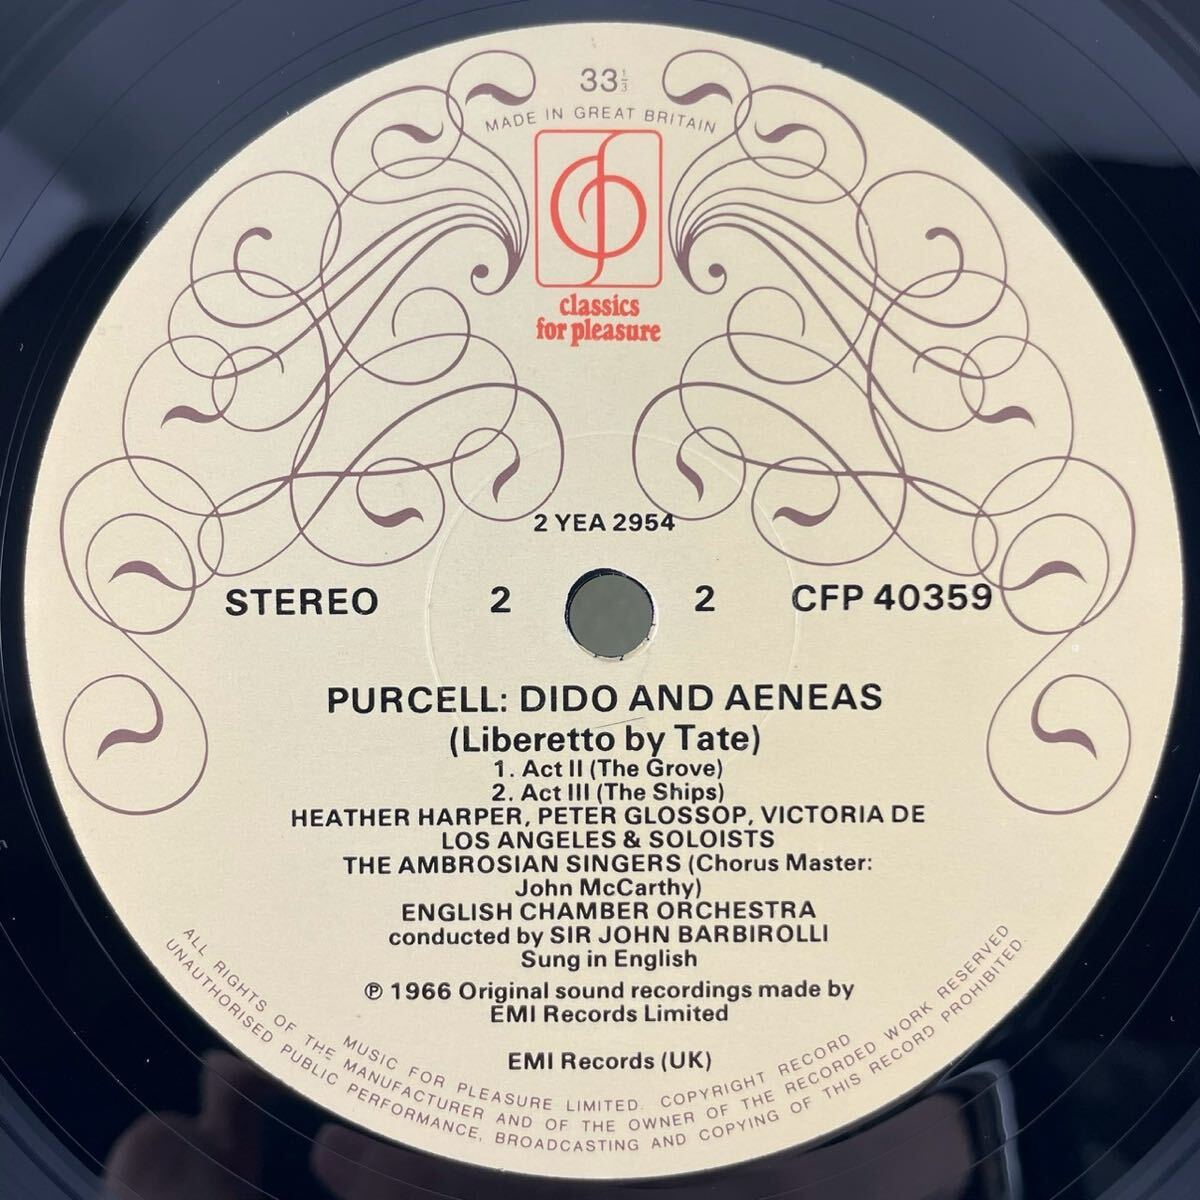 33⅓
MADE IN GREAT BRITAIN
classics
for pleasure
2 YEA 2954
STEREO 2 2 CFP 40359
PURCELL: DIDO AND AENEAS
(Liberetto by Tate)
1. Act II (The Grove)
2. Act III (The Ships)
HEATHER HARPER, PETER GLOSSOP, VICTORIA DE
LOS ANGELES & SOLOISTS
THE AMBROSIAN SINGERS (Chorus Master:
John McCarthy)
ENGLISH CHAMBER ORCHESTRA
conducted by SIR JOHN BARBIROLLI
Sung in English
℗ 1966 Original sound recordings made by
EMI Records Limited
EMI Records (UK)
MUSIC FOR PLEASURE LIMITED. COPYRIGHT RECORD
ALL RIGHTS OF THE MANUFACTURER AND OF THE OWNER OF THE RECORDED WORK RESERVED
UNAUTHORISED PUBLIC PERFORMANCE, BROADCASTING AND COPYING OF THIS RECORD PROHIBITED.